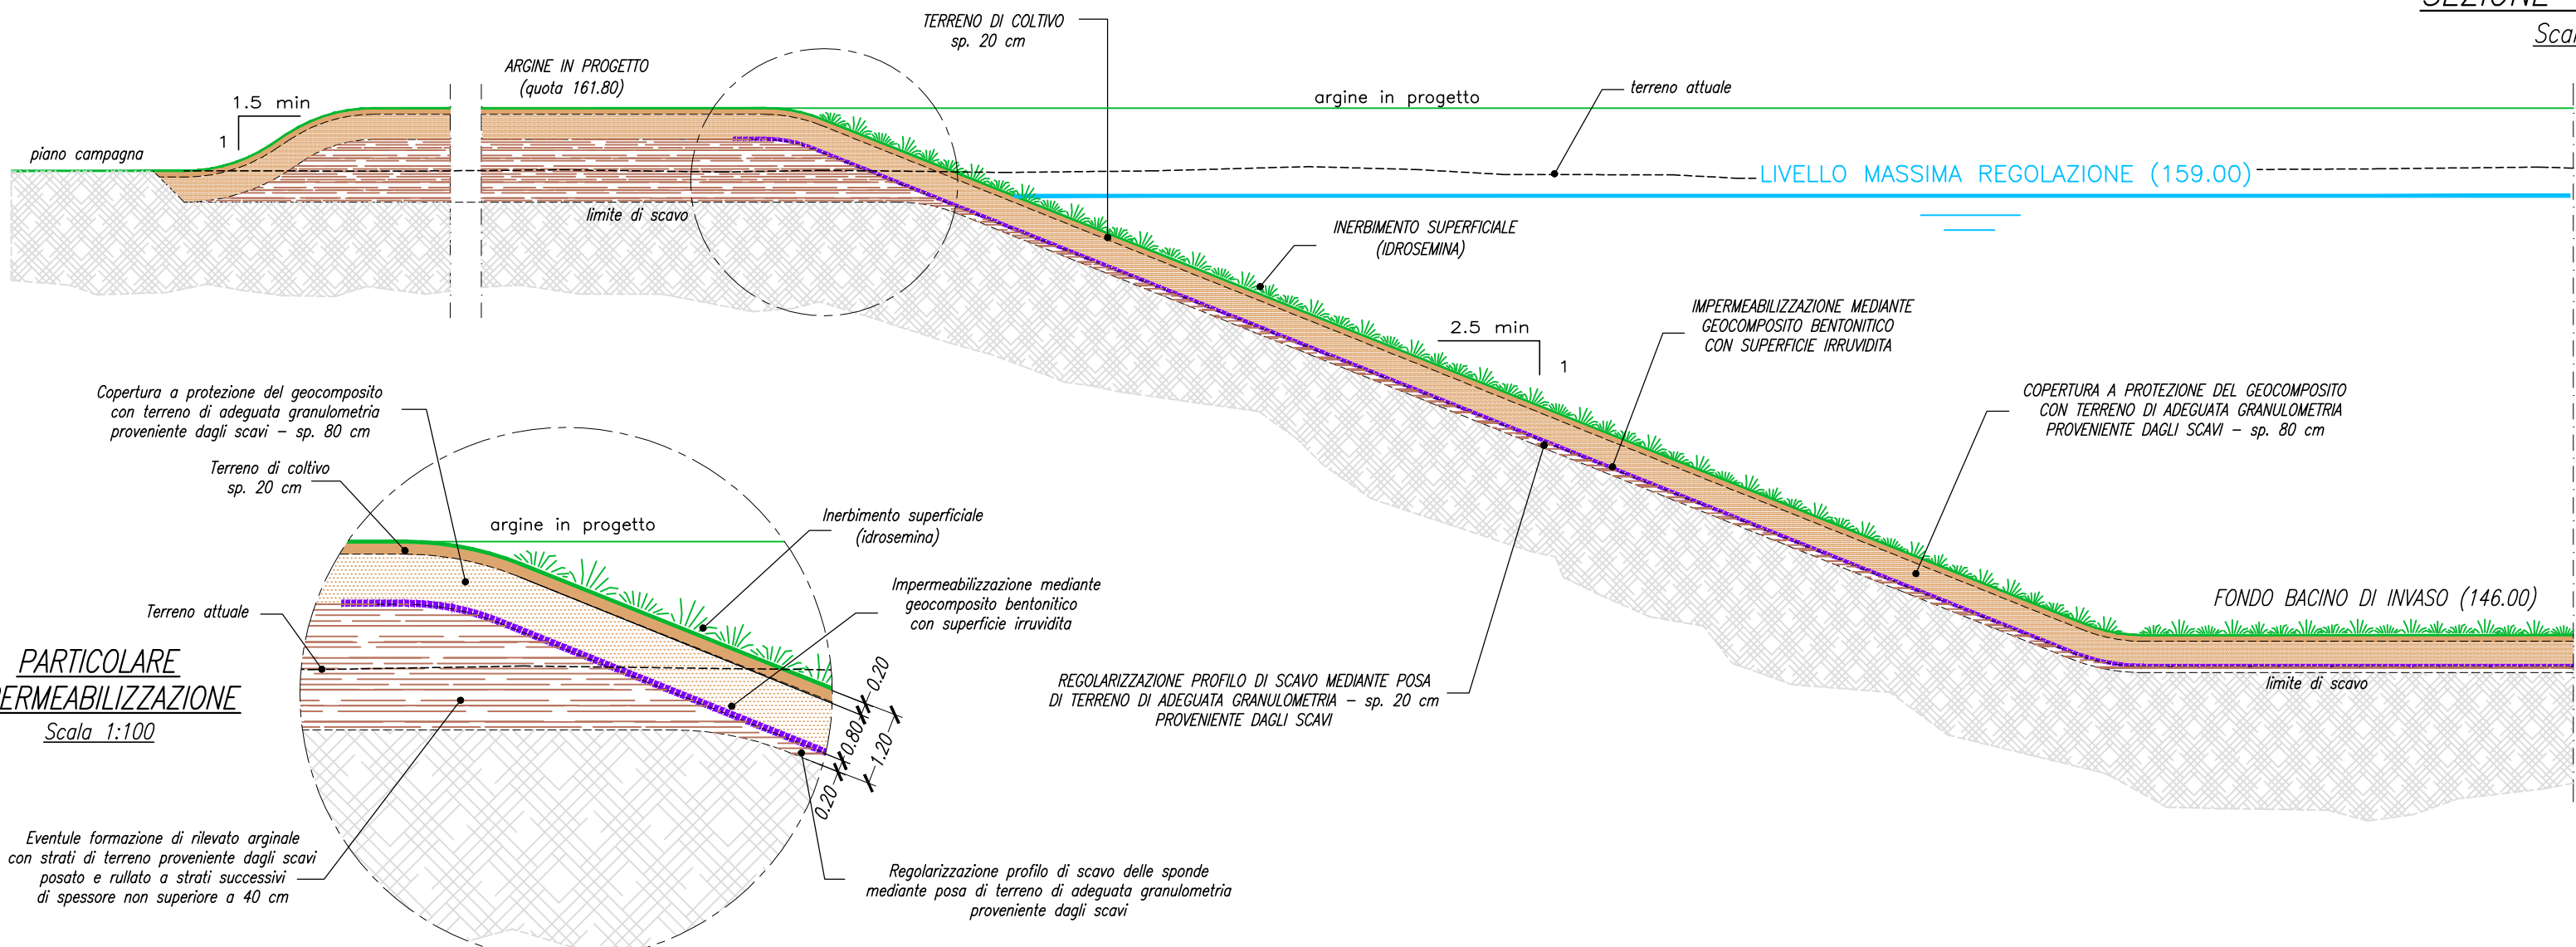 SEZIONE
Scal
TERRENO DI COLTIVO
sp. 20 cm
ARGINE IN PROGETTO
(quota 161.80)
1.5 min
1
piano campagna
argine in progetto
terreno attuale
LIVELLO MASSIMA REGOLAZIONE (159.00)
limite di scavo
INERBIMENTO SUPERFICIALE
(IDROSEMINA)
IMPERMEABILIZZAZIONE MEDIANTE
GEOCOMPOSITO BENTONITICO
CON SUPERFICIE IRRUVIDITA
2.5 min
1
COPERTURA A PROTEZIONE DEL GEOCOMPOSITO
CON TERRENO DI ADEGUATA GRANULOMETRIA
PROVENIENTE DAGLI SCAVI – sp. 80 cm
FONDO BACINO DI INVASO (146.00)
limite di scavo
REGOLARIZZAZIONE PROFILO DI SCAVO MEDIANTE POSA
DI TERRENO DI ADEGUATA GRANULOMETRIA – sp. 20 cm
PROVENIENTE DAGLI SCAVI
Copertura a protezione del geocomposito
con terreno di adeguata granulometria
proveniente dagli scavi – sp. 80 cm
Terreno di coltivo
sp. 20 cm
argine in progetto
Inerbimento superficiale
(idrosemina)
Impermeabilizzazione mediante
geocomposito bentonitico
con superficie irruvidita
Terreno attuale
PARTICOLARE
PERMEABILIZZAZIONE
Scala 1:100
0.20
0.80
1.20
0.20
Eventule formazione di rilevato arginale
con strati di terreno proveniente dagli scavi
posato e rullato a strati successivi
di spessore non superiore a 40 cm
Regolarizzazione profilo di scavo delle sponde
mediante posa di terreno di adeguata granulometria
proveniente dagli scavi